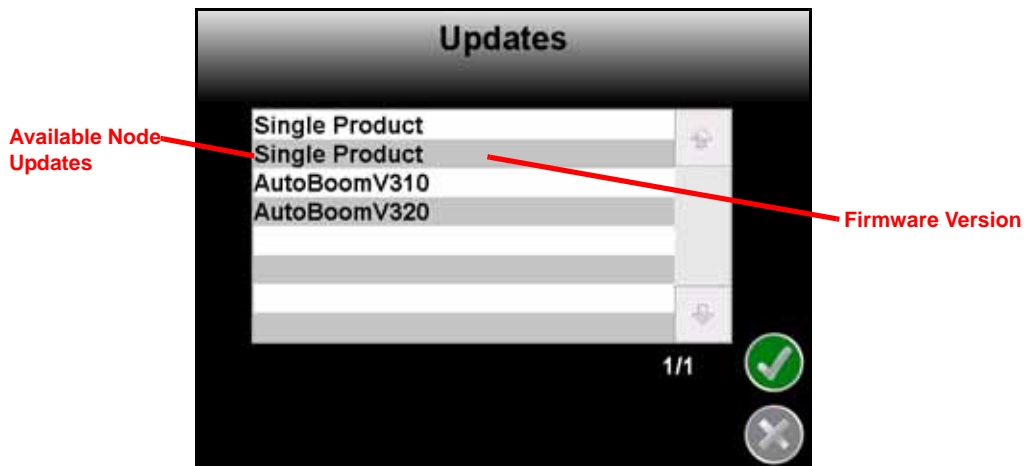 Updates
Available Node
Updates
Single Product
Single Product
AutoBoomV310
AutoBoomV320
Firmware Version
1/1